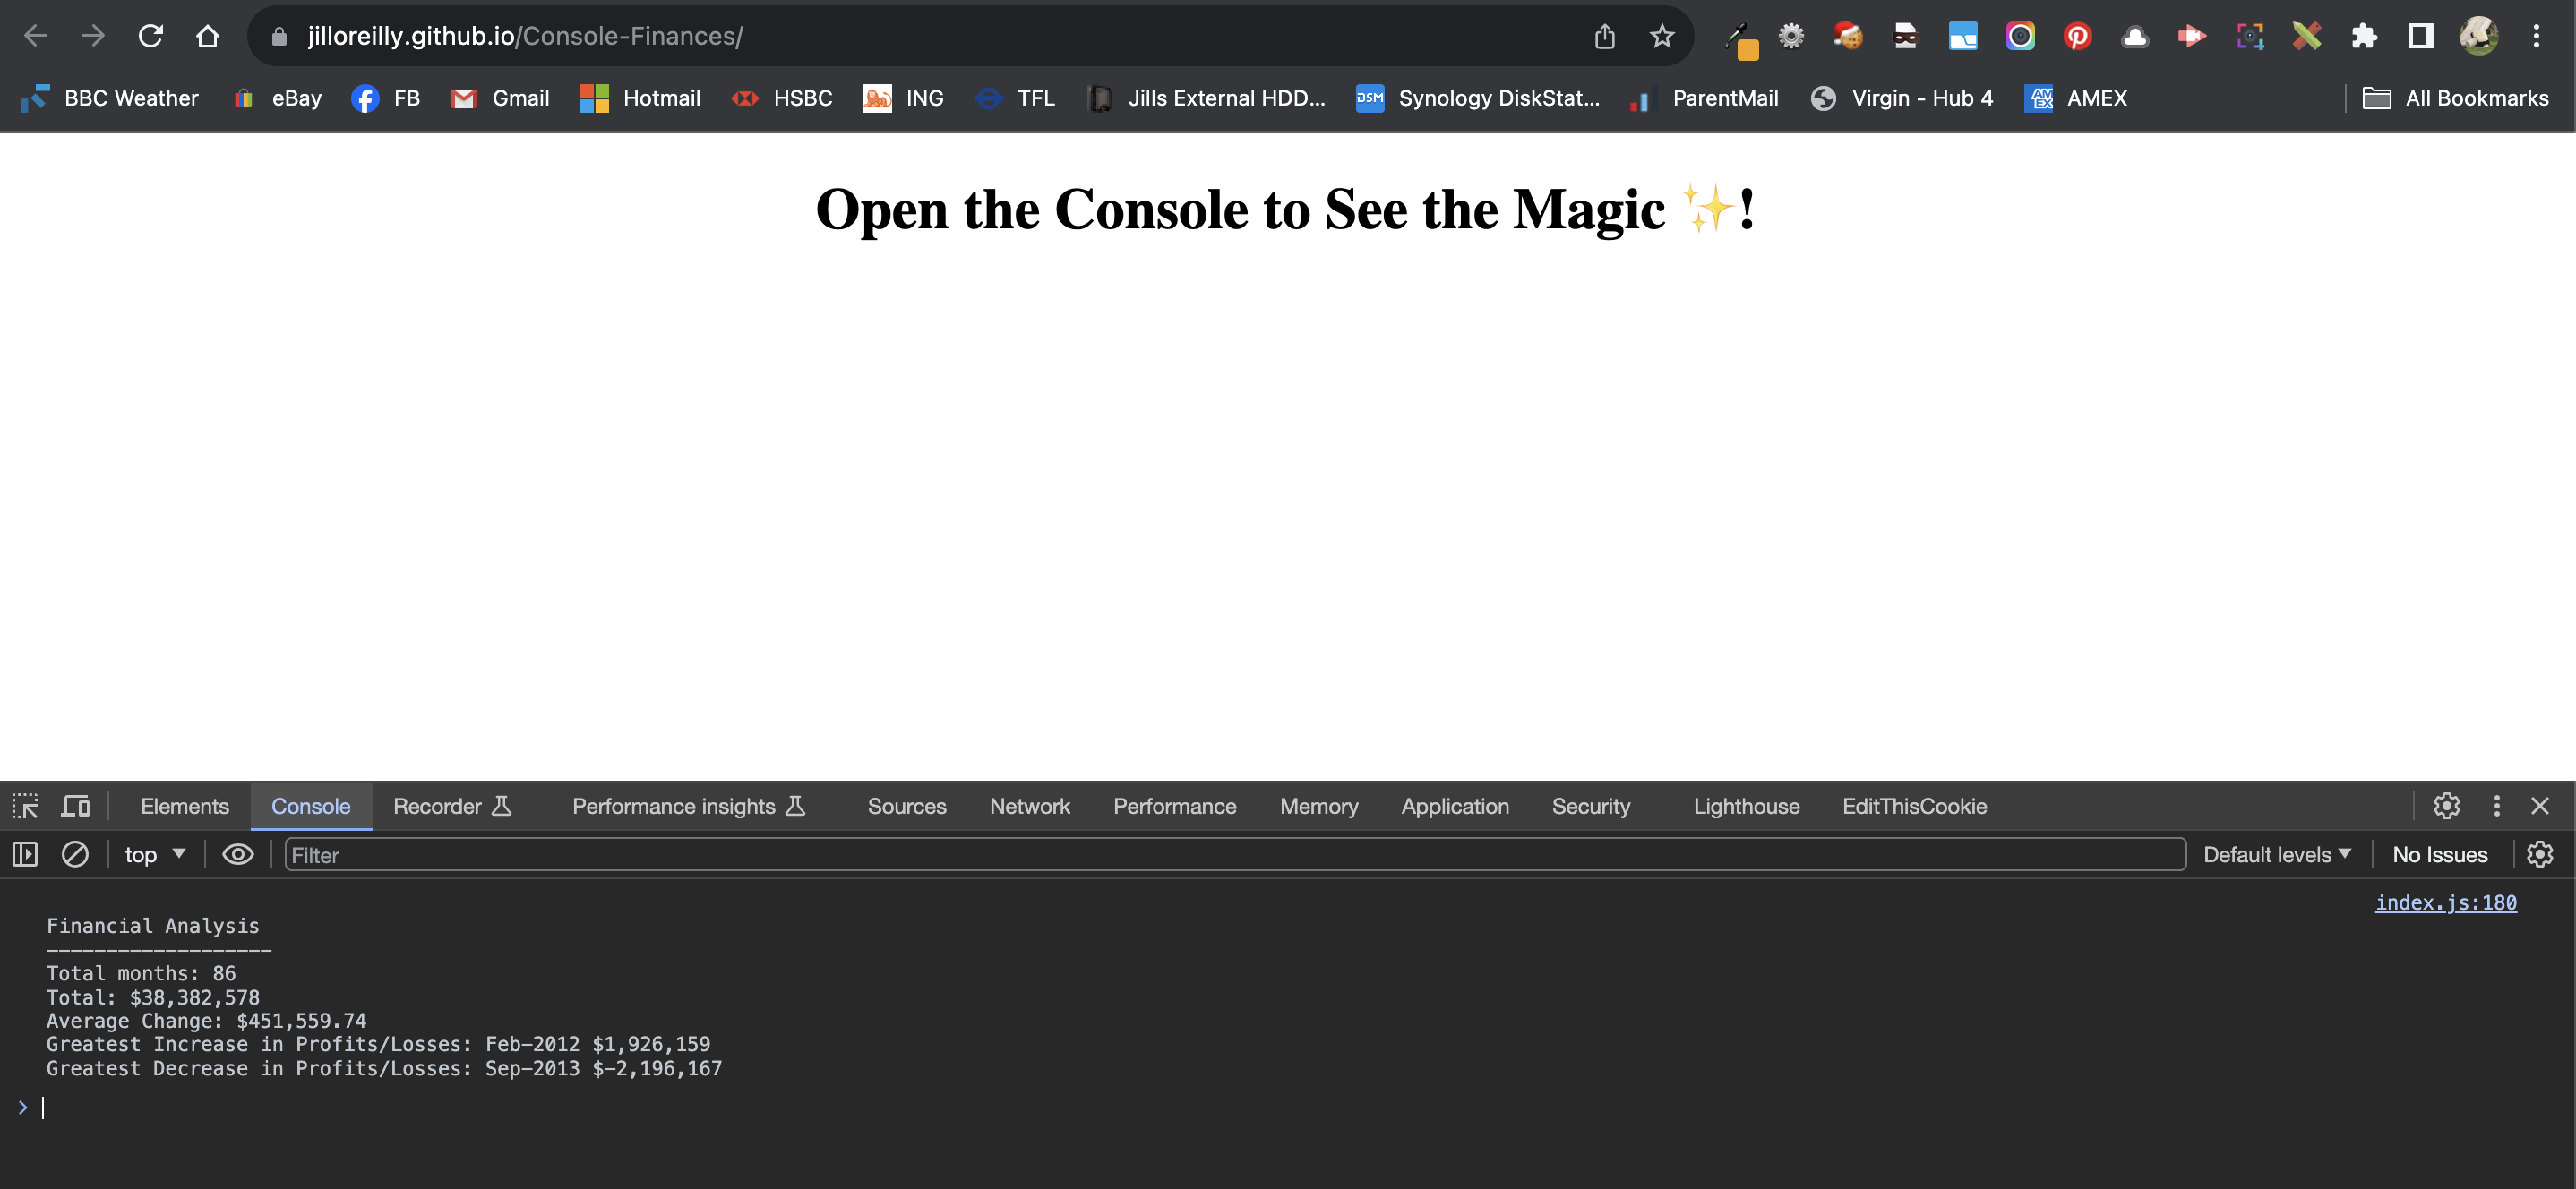 jilloreilly.github.io/Console-Finances/
BBC Weather eBay FB Gmail Hotmail HSBC ING TFL Jills External HDD... DSM Synology DiskStat... ParentMail Virgin - Hub 4 AM EX AMEX All Bookmarks
Open the Console to See the Magic ✨!
Elements Console Recorder Performance insights Sources Network Performance Memory Application Security Lighthouse EditThisCookie
top Filter Default levels No Issues
index.js:180
Financial Analysis
-------------------
Total months: 86
Total: $38,382,578
Average Change: $451,559.74
Greatest Increase in Profits/Losses: Feb-2012 $1,926,159
Greatest Decrease in Profits/Losses: Sep-2013 $-2,196,167
>